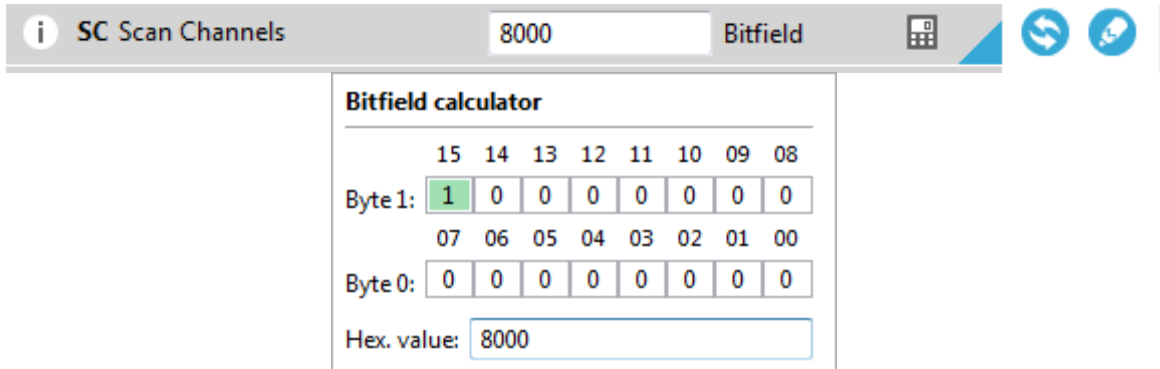 i SC Scan Channels 8000 Bitfield
Bitfield calculator
15 14 13 12 11 10 09 08
Byte 1: 1 0 0 0 0 0 0 0
07 06 05 04 03 02 01 00
Byte 0: 0 0 0 0 0 0 0 0
Hex. value: 8000